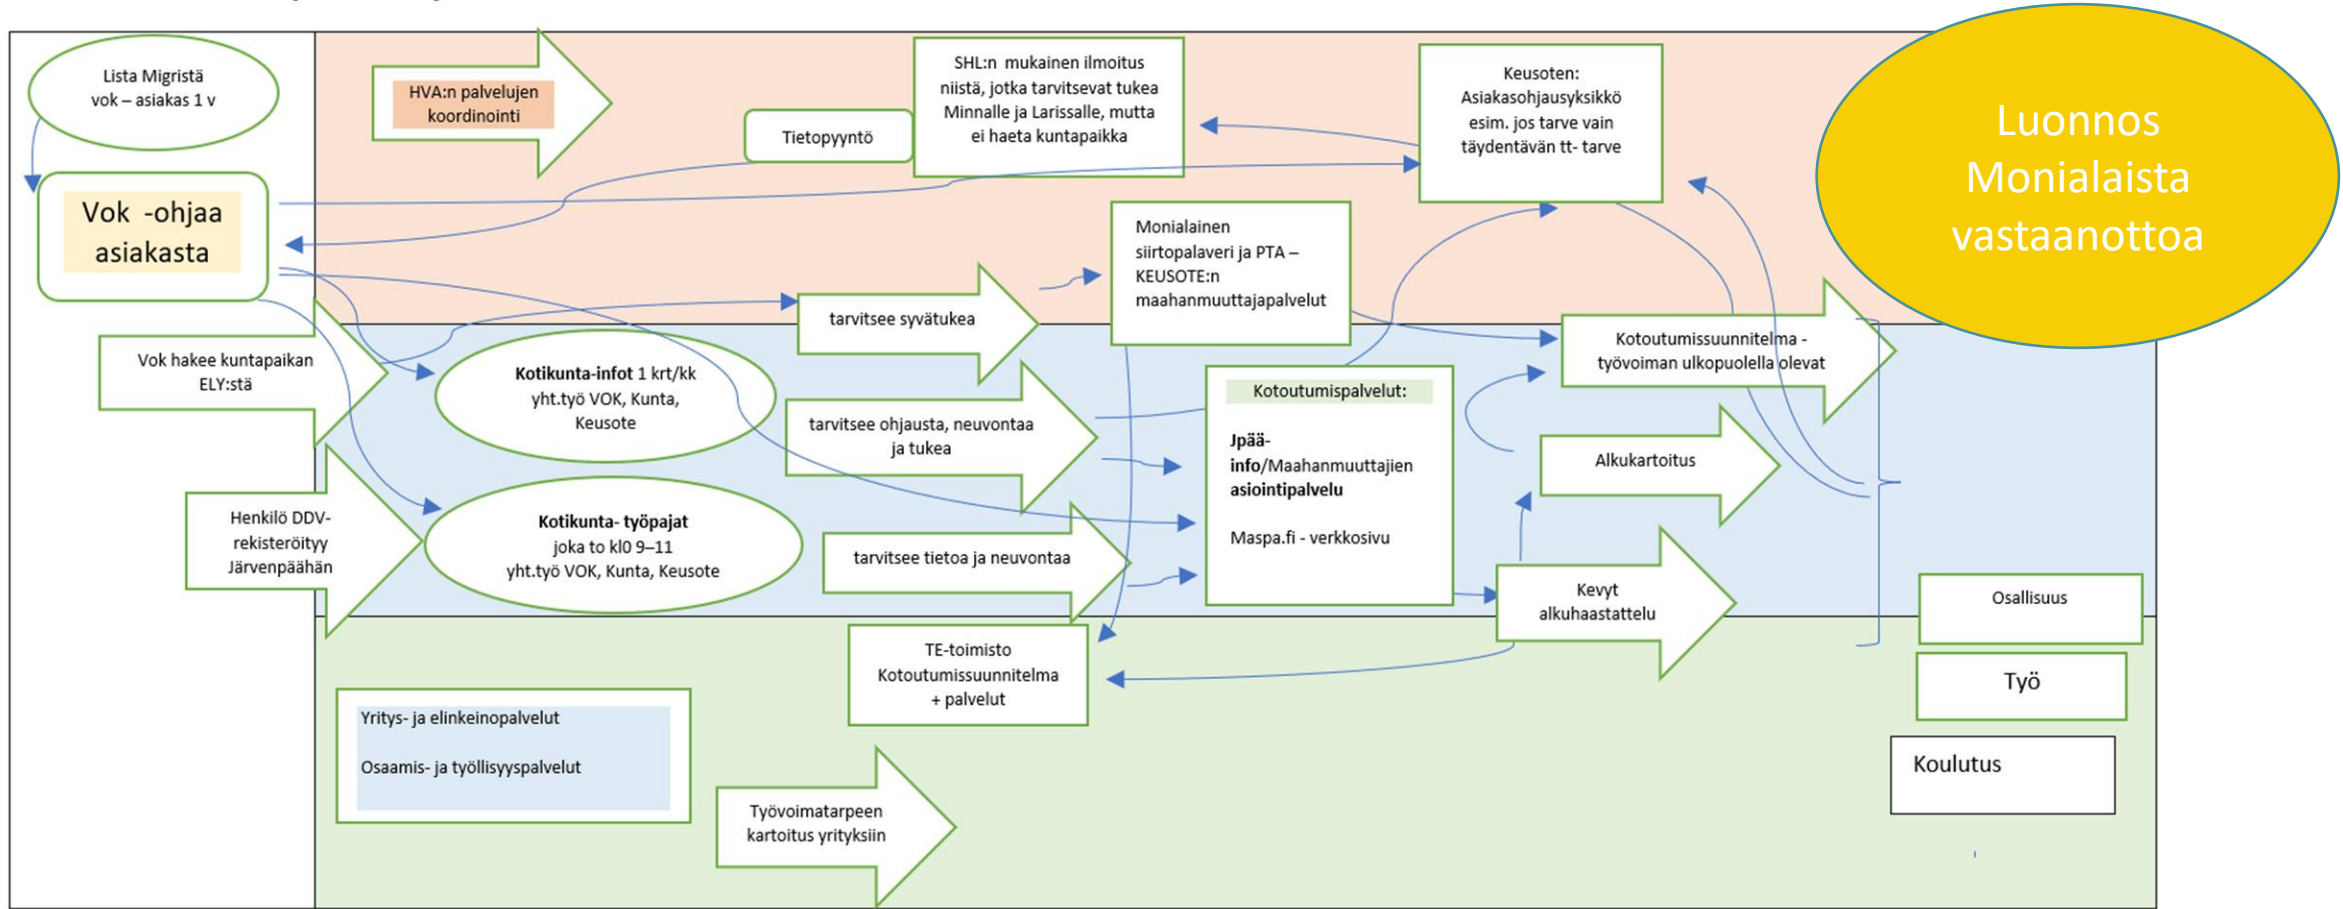 Lista Migristä
vok – asiakas 1 v
Vok -ohjaa
asiakasta
Vok hakee kuntapaikan
ELY:stä
Henkilö DDV-
rekisteröityy
Järvenpäähän
HVA:n palvelujen
koordinointi
Tietopyyntö
SHL:n mukainen ilmoitus
niistä, jotka tarvitsevat tukea
Minnalle ja Larissalle, mutta
ei haeta kuntapaikka
Keusoten:
Asiakasohjausyksikkö
esim. jos tarve vain
täydentävän tt- tarve
Luonnos
Monialaista
vastaanottoa
Monialainen
siirtopalaveri ja PTA –
KEUSOTE:n
maahanmuuttajapalvelut
tarvitsee syvätukea
Kotikunta-infot 1 krt/kk
yht.työ VOK, Kunta,
Keusote
tarvitsee ohjausta, neuvontaa
ja tukea
Kotikunta- työpajat
joka to kl0 9–11
yht.työ VOK, Kunta, Keusote
tarvitsee tietoa ja neuvontaa
Kotoutumispalvelut:
Jpää-
info/Maahanmuuttajien
asiointipalvelu
Maspa.fi - verkkosivu
Kotoutumissuunnitelma -
työvoiman ulkopuolella olevat
Alkukartoitus
Kevyt
alkuhaastattelu
TE-toimisto
Kotoutumissuunnitelma
+ palvelut
Yritys- ja elinkeinopalvelut
Osaamis- ja työllisyyspalvelut
Työvoimatarpeen
kartoitus yrityksiin
Osallisuus
Työ
Koulutus